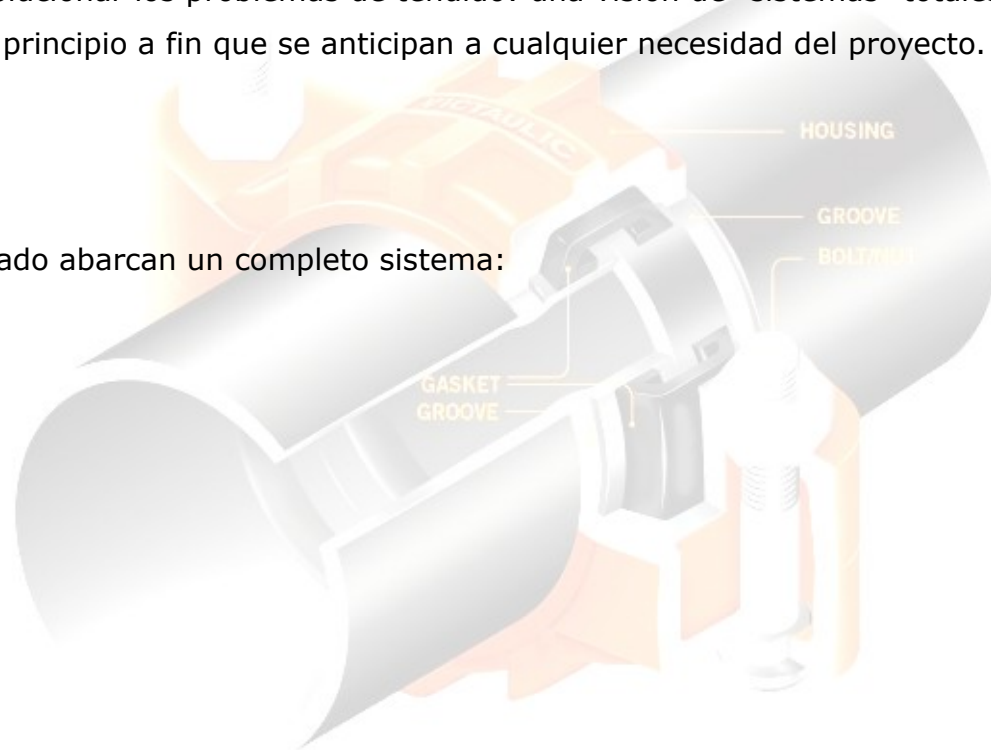 principio a fin que se anticipan a cualquier necesidad del proyecto.
VICTAULIC
HOUSING
GROOVE
ado abarcan un completo sistema:
GASKET
GROOVE